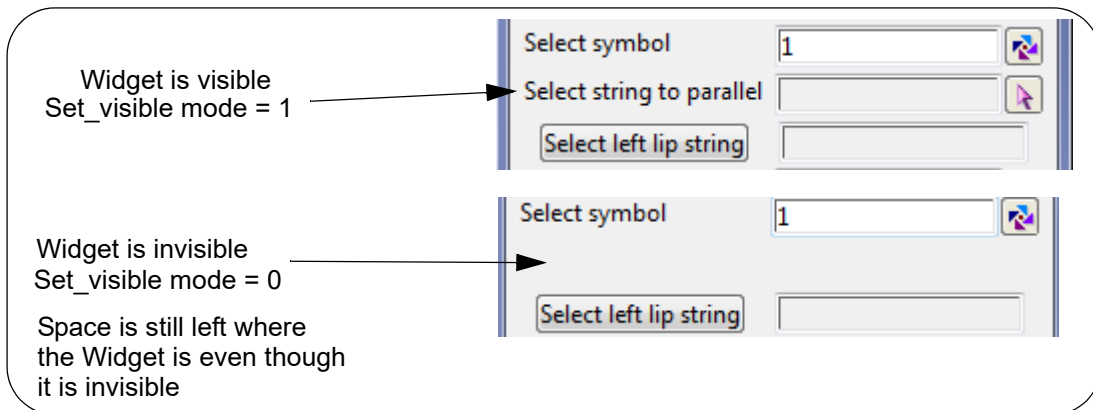 Widget is visible
Set_visible mode = 1
Select symbol 1
Select string to parallel
Select left lip string
Widget is invisible
Set_visible mode = 0
Space is still left where
the Widget is even though
it is invisible
Select symbol 1
Select left lip string